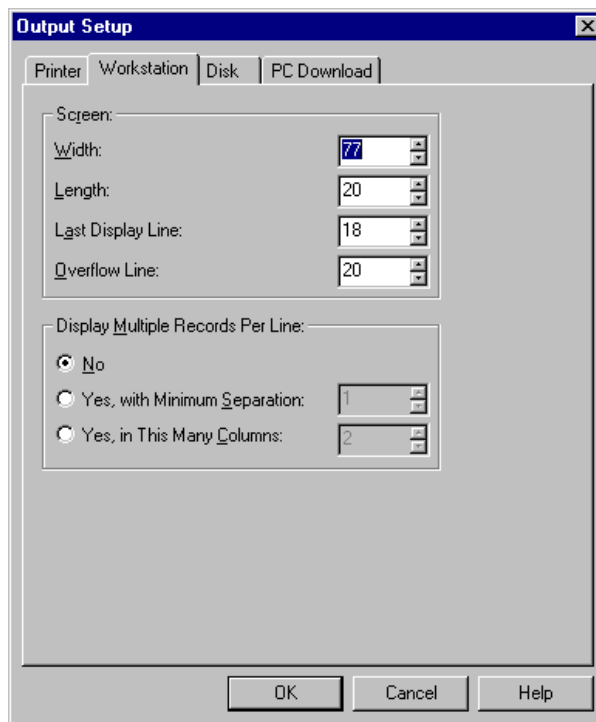 Output Setup
Printer Workstation Disk PC Download
Screen:
Width: 77
Length: 20
Last Display Line: 18
Overflow Line: 20
Display Multiple Records Per Line:
No
Yes, with Minimum Separation: 1
Yes, in This Many Columns: 2
OK Cancel Help